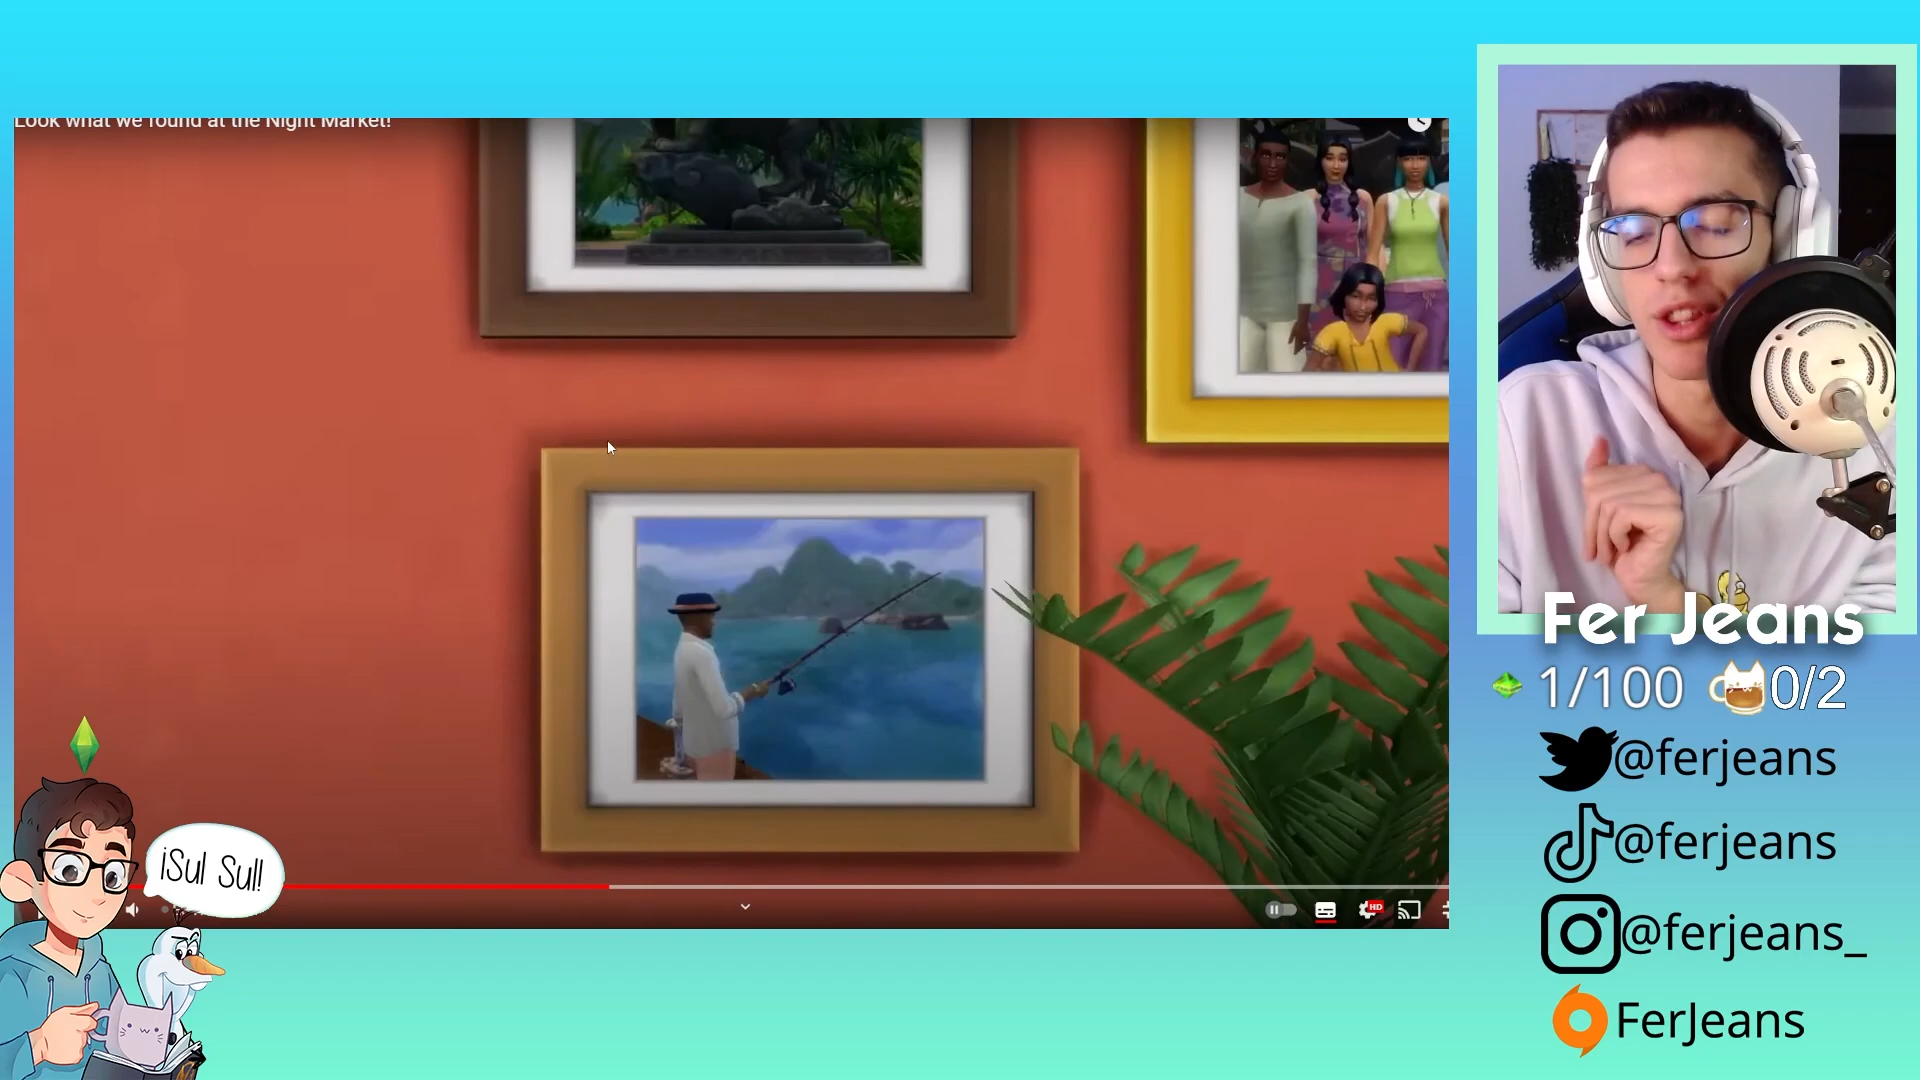 Look what we found at the Night Market!
HD
¡Sul Sul!
Fer Jeans
1/100 0/2
@ferjeans
@ferjeans
@ferjeans_
FerJeans